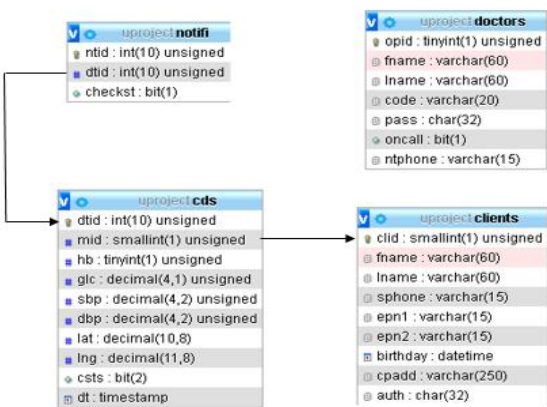 uproject notifi
ntid : int(10) unsigned
dtid : int(10) unsigned
checkst : bit(1)
uproject doctors
opid : tinyint(1) unsigned
fname : varchar(60)
lname : varchar(60)
code : varchar(20)
pass : char(32)
oncall : bit(1)
ntphone : varchar(15)
uproject cds
dtid : int(10) unsigned
mid : smallint(1) unsigned
hb : tinyint(1) unsigned
glc : decimal(4,1) unsigned
sbp : decimal(4,2) unsigned
dbp : decimal(4,2) unsigned
lat : decimal(10,8)
lng : decimal(11,8)
csts : bit(2)
dt : timestamp
uproject clients
clid : smallint(1) unsigned
fname : varchar(60)
lname : varchar(60)
sphone : varchar(15)
epn1 : varchar(15)
epn2 : varchar(15)
birthday : datetime
cpadd : varchar(250)
auth : char(32)